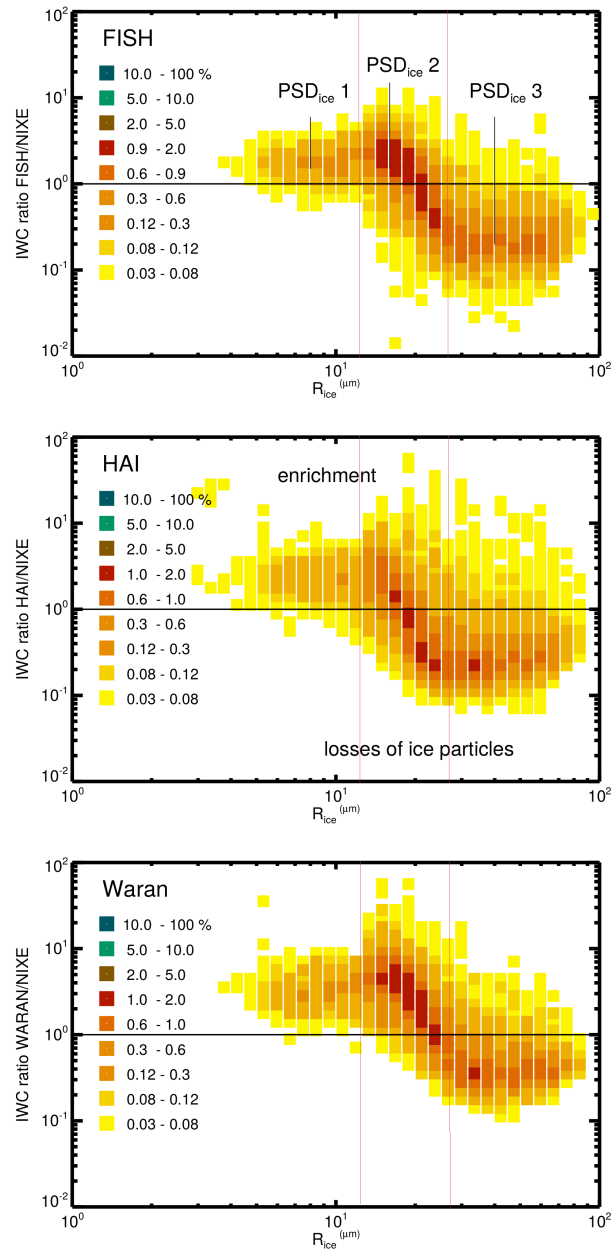 FISH
10.0 - 100 %
5.0 - 10.0
2.0 - 5.0
0.9 - 2.0
0.6 - 0.9
0.3 - 0.6
0.12 - 0.3
0.08 - 0.12
0.03 - 0.08
PSDice 1
PSDice 2
PSDice 3
IWC ratio FISH/NIXE
10^2
10^1
10^0
10^-1
10^-2
10^0
10^1
10^2
Rice (μm)
HAI
10.0 - 100 %
5.0 - 10.0
2.0 - 5.0
1.0 - 2.0
0.6 - 1.0
0.3 - 0.6
0.12 - 0.3
0.08 - 0.12
0.03 - 0.08
enrichment
losses of ice particles
IWC ratio HAI/NIXE
10^2
10^1
10^0
10^-1
10^-2
10^0
10^1
10^2
Rice (μm)
Waran
10.0 - 100 %
5.0 - 10.0
2.0 - 5.0
1.0 - 2.0
0.6 - 1.0
0.3 - 0.6
0.12 - 0.3
0.08 - 0.12
0.03 - 0.08
IWC ratio WARAN/NIXE
10^2
10^1
10^0
10^-1
10^-2
10^0
10^1
10^2
Rice (μm)